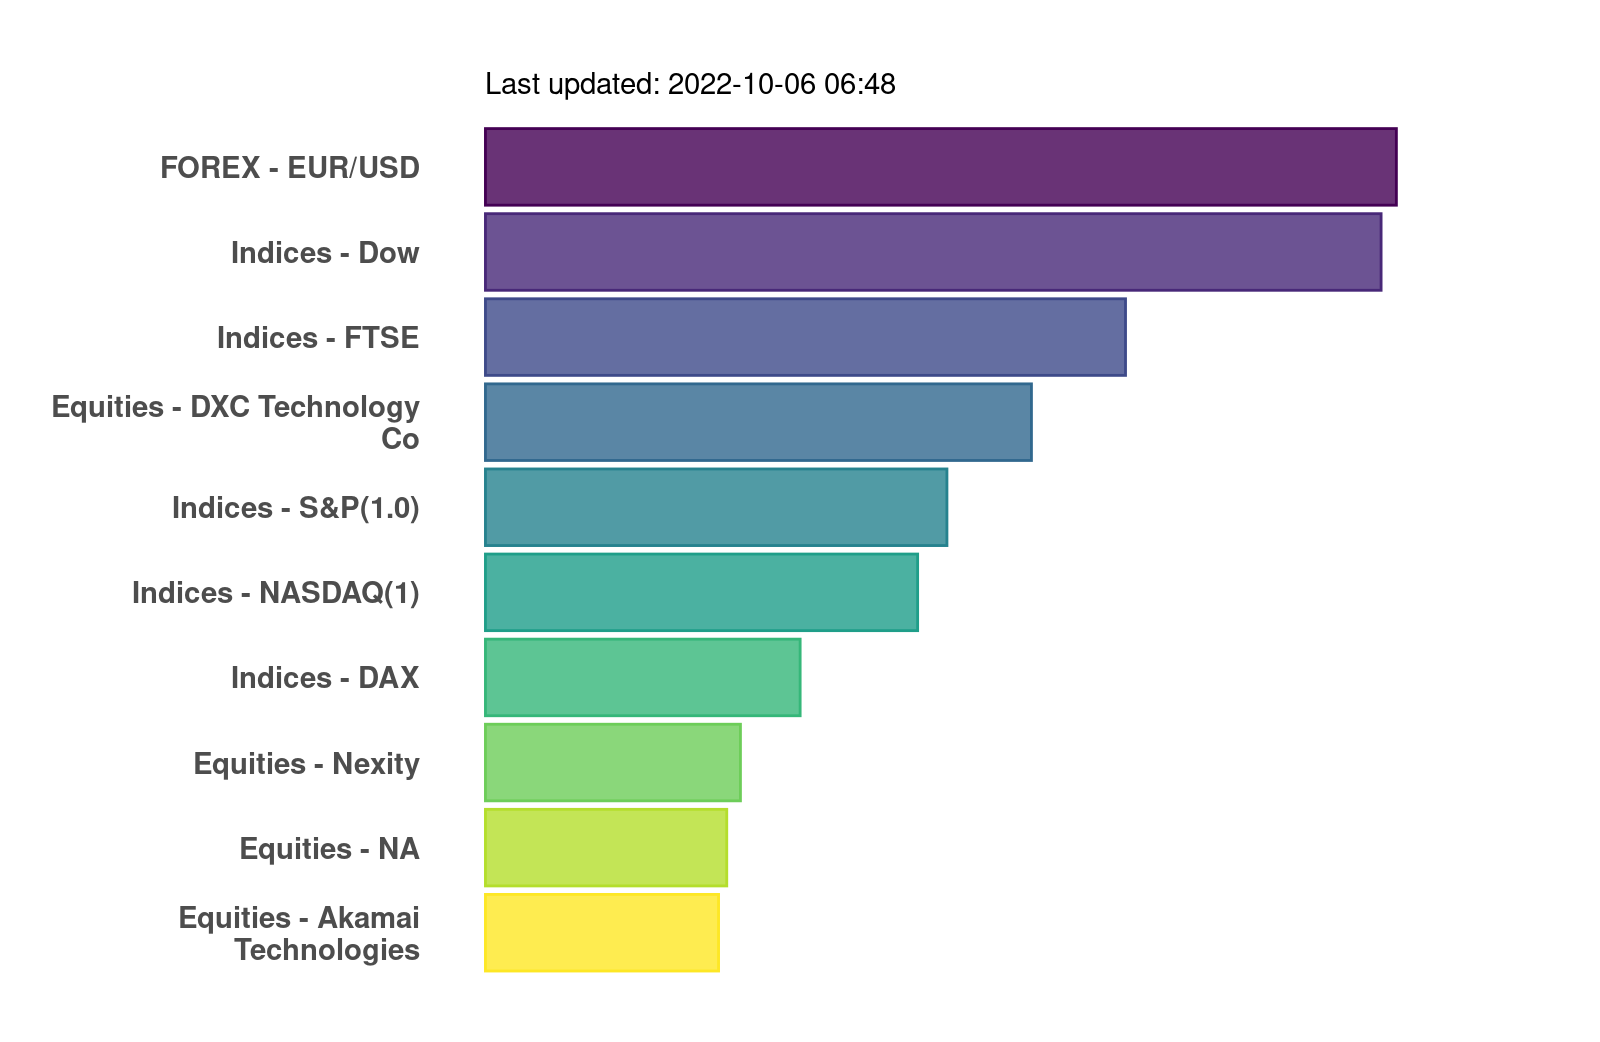 Last updated: 2022-10-06 06:48
FOREX - EUR/USD
Indices - Dow
Indices - FTSE
Equities - DXC Technology
Co
Indices - S&P(1.0)
Indices - NASDAQ(1)
Indices - DAX
Equities - Nexity
Equities - NA
Equities - Akamai
Technologies